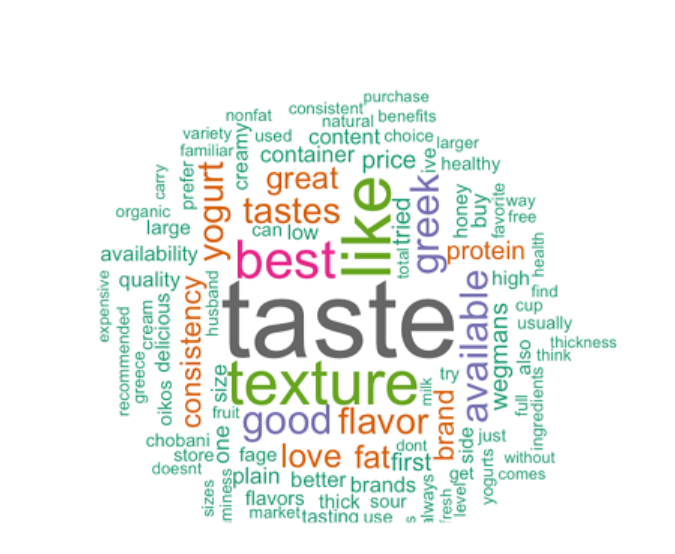 purchase
consistent
nonfat
natural benefits
variety used content choice larger
familiar creamy container price ive healthy
carry prefer yogurt great like greek honey buy favorite way
organic tastes tried free
large can low
availability best total protein health
quality high find
expensive husband taste available cup
recommended greece cream delicious consistency wegmans usually
thickness
also think
oikos size texture milk try full ingredients
fruit good flavor brand
chobani one dont side just
store fage love fat first without
doesnt plain better brands get yogurts comes
sizes flavors thick sour always fresh level
market tasting use s
miness